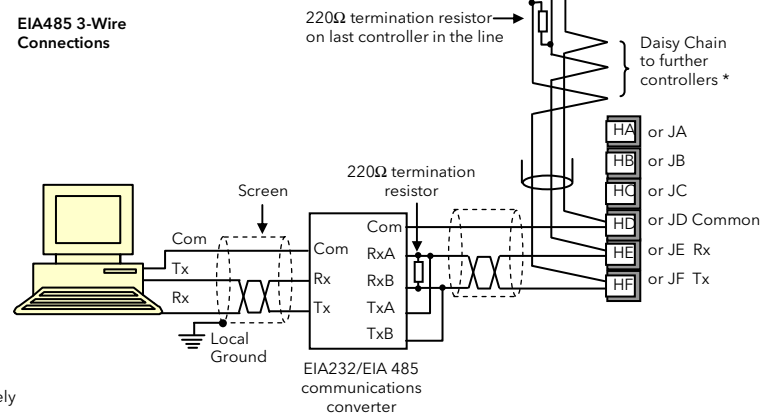 EIA485 3-Wire
Connections
220Ω termination resistor
on last controller in the line
Daisy Chain
to further
controllers *
HA or JA
HB or JB
HC or JC
HD or JD Common
HE or JE Rx
HF or JF Tx
220Ω termination
resistor
Screen
Com
Tx
Rx
Com
Rx
Tx
Com
RxA
RxB
TxA
TxB
Local
Ground
EIA232/EIA 485
communications
converter
ely